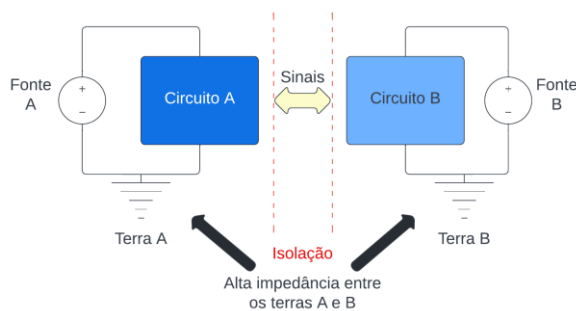 Fonte
A
+
−
Circuito A
Terra A
Sinais
Circuito B
+
−
Fonte
B
Terra B
Isolação
Alta impedância entre
os terras A e B